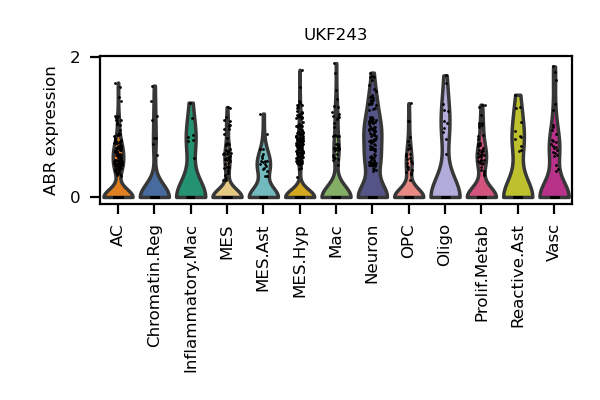 UKF243
ABR expression
2
0
AC
Chromatin.Reg
Inflammatory.Mac
MES
MES.Ast
MES.Hyp
Mac
Neuron
OPC
Oligo
Prolif.Metab
Reactive.Ast
Vasc